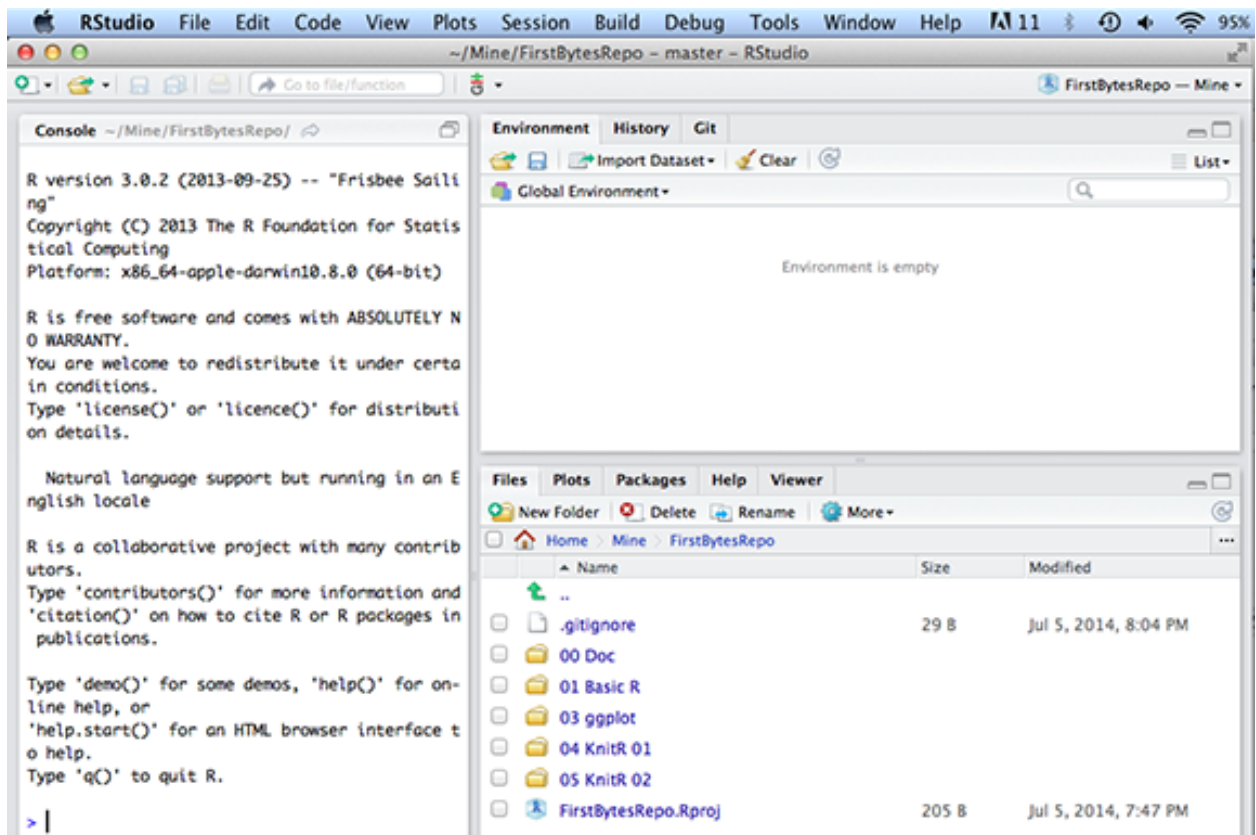 RStudio File Edit Code View Plots Session Build Debug Tools Window Help 11 95%
~/Mine/FirstBytesRepo – master – RStudio
Go to file/function
FirstBytesRepo — Mine
Console ~/Mine/FirstBytesRepo/
R version 3.0.2 (2013-09-25) -- "Frisbee Saili
ng"
Copyright (C) 2013 The R Foundation for Statis
tical Computing
Platform: x86_64-apple-darwin10.8.0 (64-bit)
R is free software and comes with ABSOLUTELY N
O WARRANTY.
You are welcome to redistribute it under certa
in conditions.
Type 'license()' or 'licence()' for distributi
on details.
Natural language support but running in an E
nglish locale
R is a collaborative project with many contrib
utors.
Type 'contributors()' for more information and
'citation()' on how to cite R or R packages in
publications.
Type 'demo()' for some demos, 'help()' for on-
line help, or
'help.start()' for an HTML browser interface t
o help.
Type 'q()' to quit R.
>
Environment History Git
Import Dataset Clear List
Global Environment
Environment is empty
Files Plots Packages Help Viewer
New Folder Delete Rename More
Home > Mine > FirstBytesRepo ...
Name Size Modified
..
.gitignore 29 B Jul 5, 2014, 8:04 PM
00 Doc
01 Basic R
03 ggplot
04 KnitR 01
05 KnitR 02
FirstBytesRepo.Rproj 205 B Jul 5, 2014, 7:47 PM